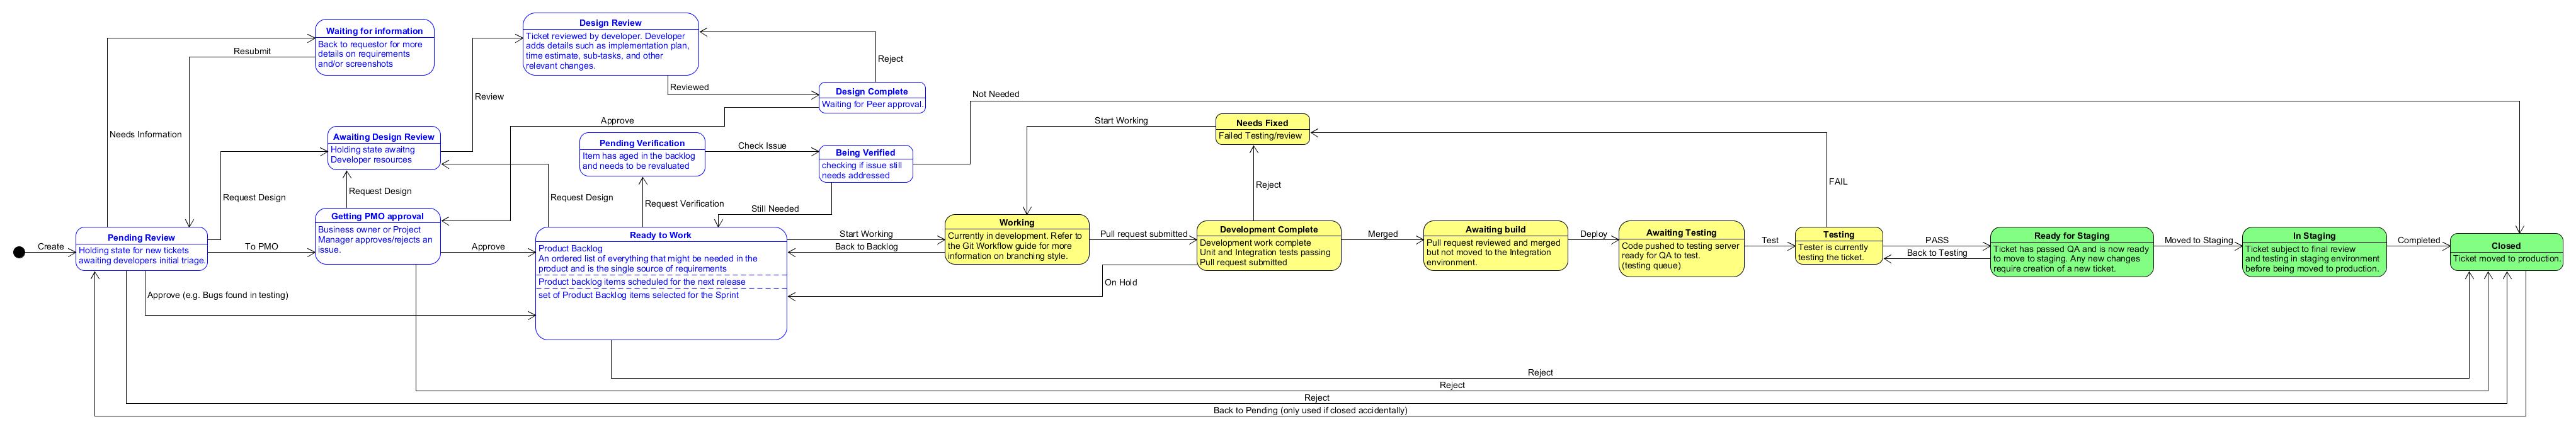 Create
Pending Review
Holding state for new tickets
awaiting developers initial triage.
Needs Information
Resubmit
Waiting for information
Back to requestor for more
details on requirements
and/or screenshots
Request Design
To PMO
Approve (e.g. Bugs found in testing)
Awaiting Design Review
Holding state awaitng
Developer resources
Request Design
Getting PMO approval
Business owner or Project
Manager approves/rejects an
issue.
Review
Approve
Design Review
Ticket reviewed by developer. Developer
adds details such as implementation plan,
time estimate, sub-tasks, and other
relevant changes.
Reviewed
Reject
Design Complete
Waiting for Peer approval.
Approve
Pending Verification
Item has aged in the backlog
and needs to be revaluated
Check Issue
Being Verified
checking if issue still
needs addressed
Not Needed
Request Design
Request Verification
Still Needed
Ready to Work
Product Backlog
An ordered list of everything that might be needed in the
product and is the single source of requirements
Product backlog items scheduled for the next release
set of Product Backlog items selected for the Sprint
Start Working
Back to Backlog
Working
Currently in development. Refer to
the Git Workflow guide for more
information on branching style.
Start Working
Needs Fixed
Failed Testing/review
Reject
Pull request submitted
Development Complete
Development work complete
Unit and Integration tests passing
Pull request submitted
On Hold
Merged
Awaiting build
Pull request reviewed and merged
but not moved to the Integration
environment.
Deploy
Awaiting Testing
Code pushed to testing server
ready for QA to test.
(testing queue)
Test
Testing
Tester is currently
testing the ticket.
FAIL
PASS
Back to Testing
Ready for Staging
Ticket has passed QA and is now ready
to move to staging. Any new changes
require creation of a new ticket.
Moved to Staging
In Staging
Ticket subject to final review
and testing in staging environment
before being moved to production.
Completed
Closed
Ticket moved to production.
Reject
Reject
Reject
Back to Pending (only used if closed accidentally)